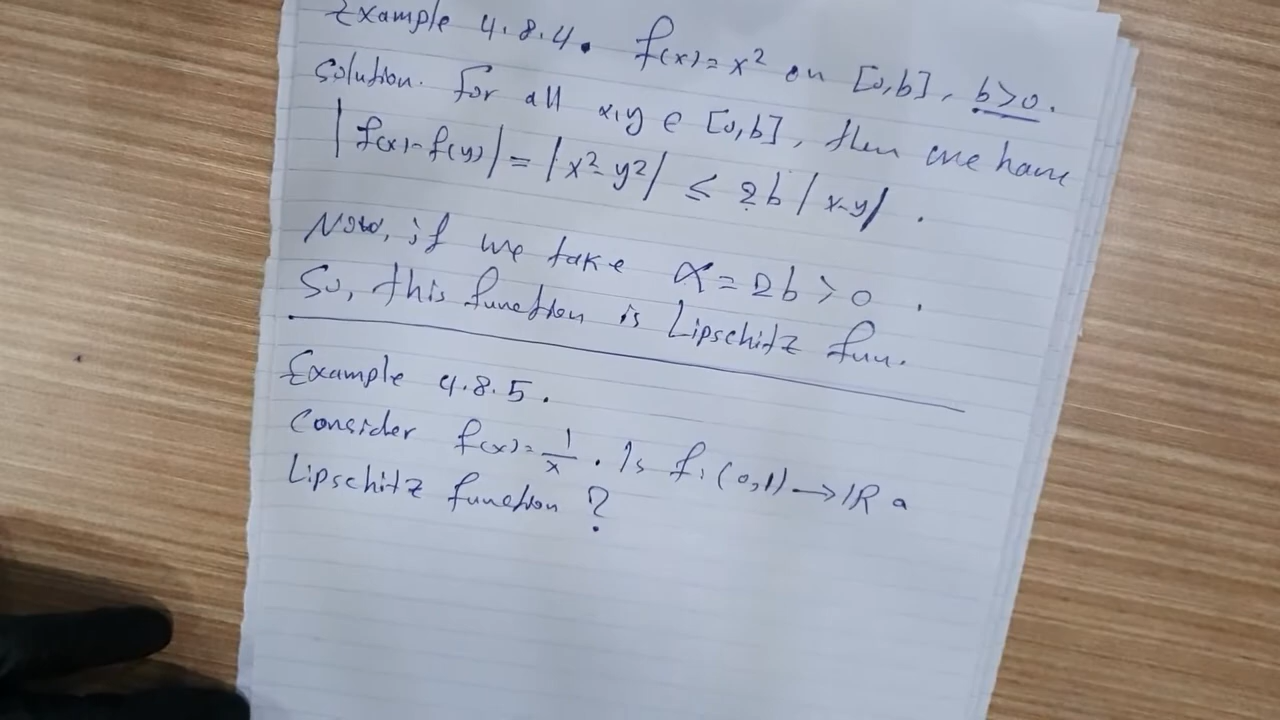 Example 4.8.4. f(x)=x² on [0,b], b>0.
Solution. For all x,y ∈ [0,b], then we have
|f(x)-f(y)| = |x²-y²| ≤ 2b|x-y|.
Now, if we take α=2b>0.
So, this function is Lipschitz fun.
Example 4.8.5.
Consider f(x)=1/x. Is f:(0,1)→ℝ a
Lipschitz function?